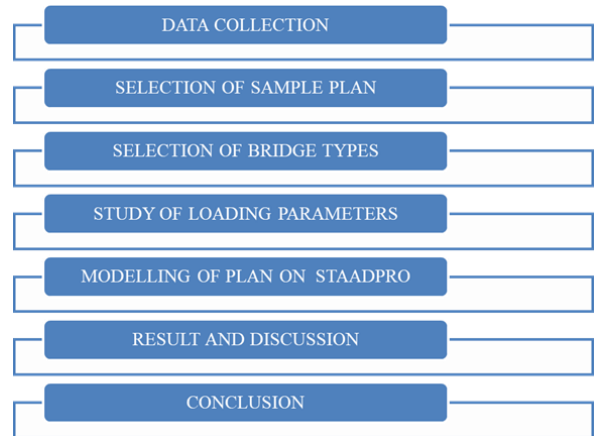 DATA COLLECTION
SELECTION OF SAMPLE PLAN
SELECTION OF BRIDGE TYPES
STUDY OF LOADING PARAMETERS
MODELLING OF PLAN ON STAADPRO
RESULT AND DISCUSSION
CONCLUSION